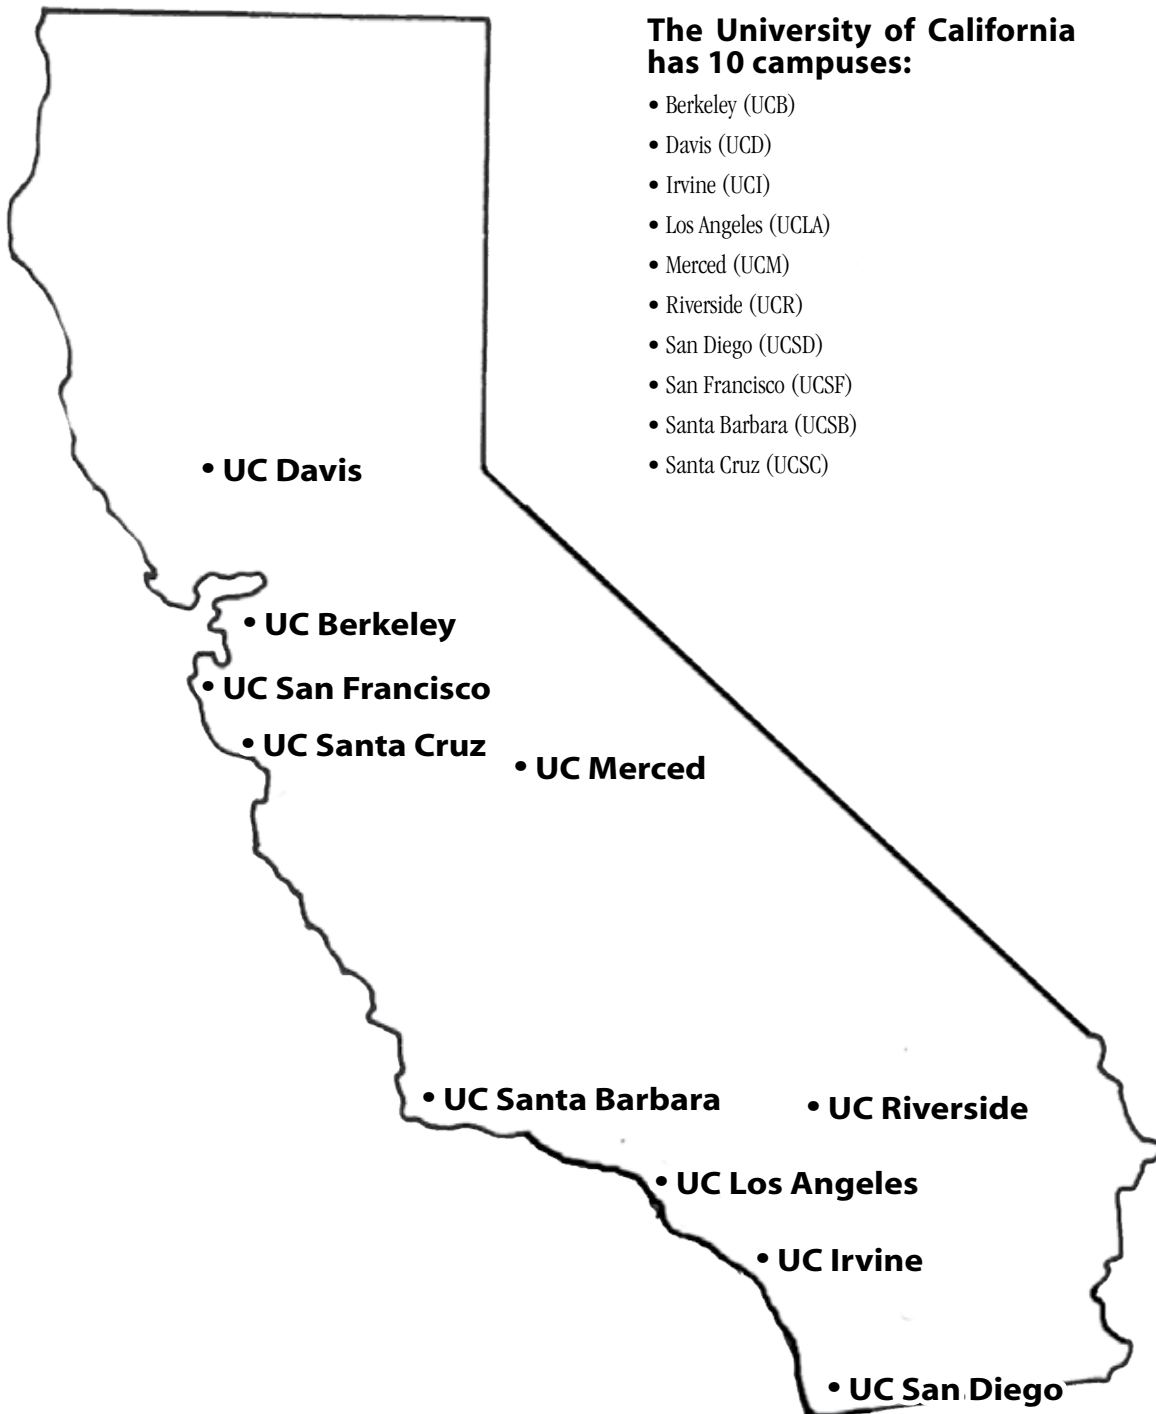 The University of California
has 10 campuses:
• Berkeley (UCB)
• Davis (UCD)
• Irvine (UCI)
• Los Angeles (UCLA)
• Merced (UCM)
• Riverside (UCR)
• San Diego (UCSD)
• San Francisco (UCSF)
• Santa Barbara (UCSB)
• Santa Cruz (UCSC)
• UC Davis
• UC Berkeley
• UC San Francisco
• UC Santa Cruz
• UC Merced
• UC Santa Barbara
• UC Riverside
• UC Los Angeles
• UC Irvine
• UC San Diego